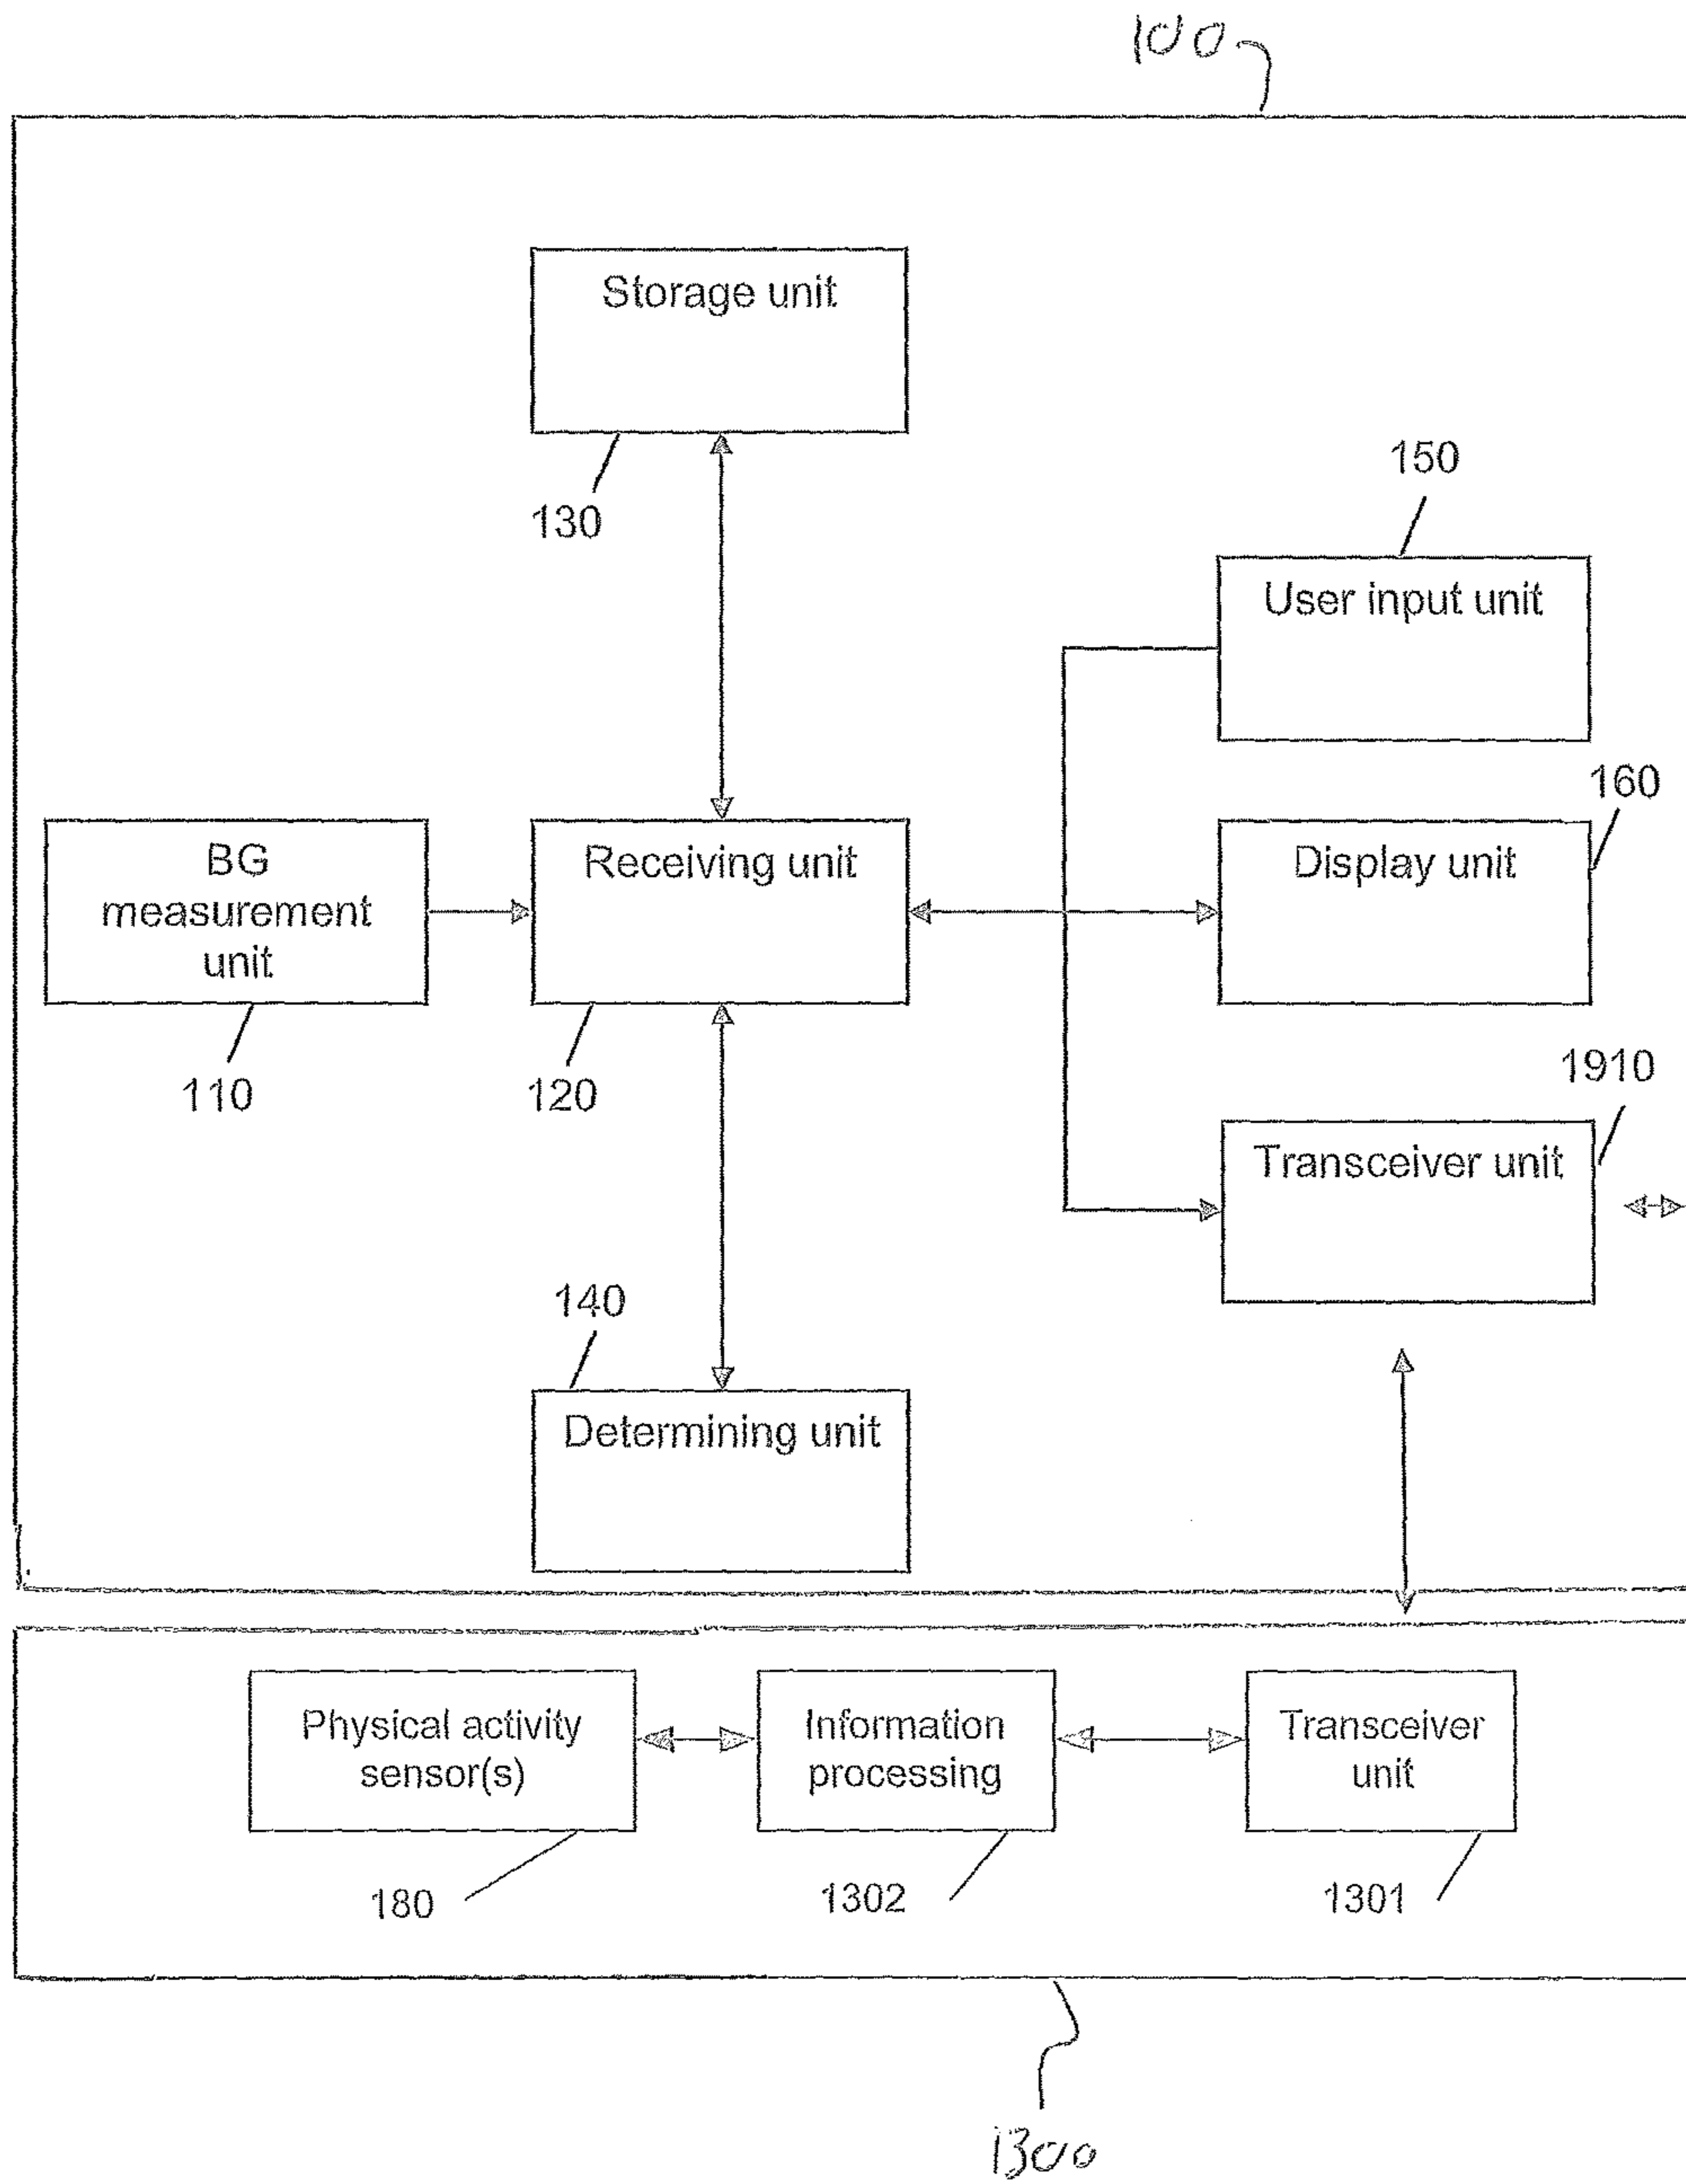 100
Storage unit
130
150
User input unit
160
BG
measurement
unit
Receiving unit
Display unit
110
120
1910
Transceiver unit
140
Determining unit
Physical activity
sensor(s)
Information
processing
Transceiver
unit
180
1302
1301
1300